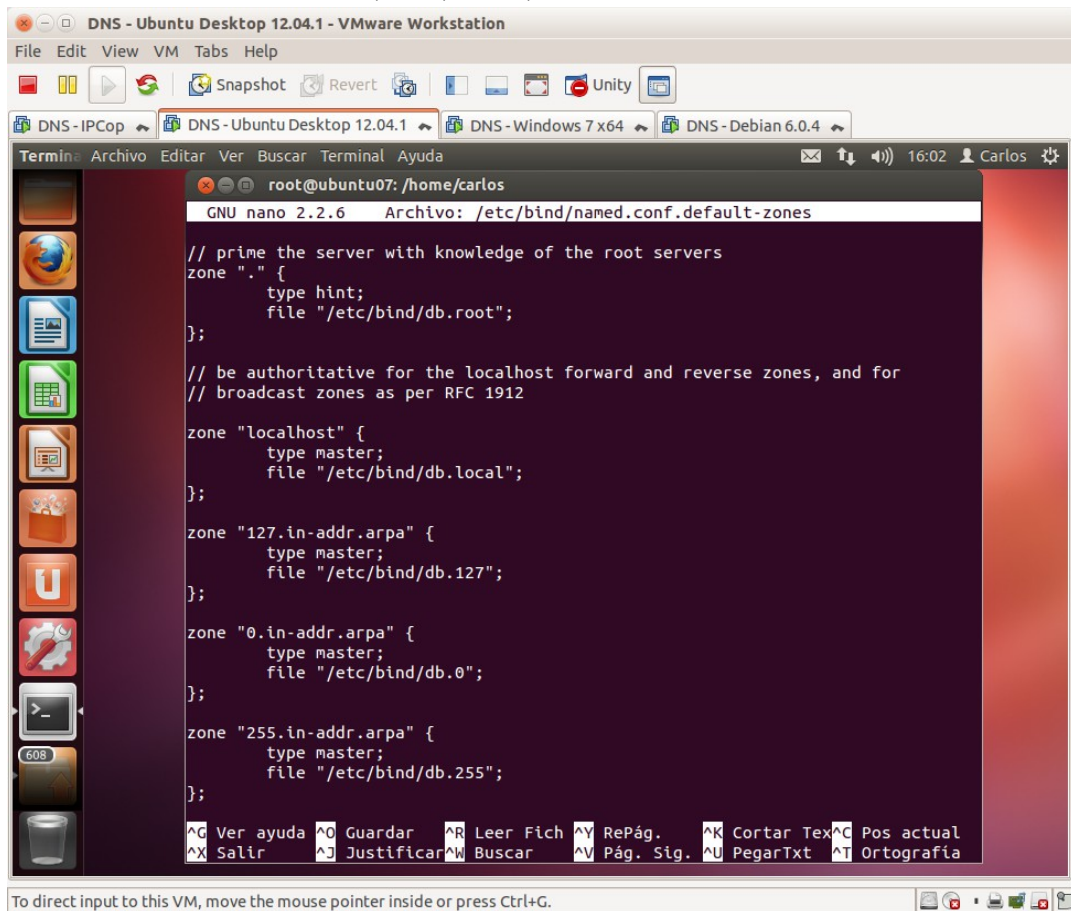 DNS - Ubuntu Desktop 12.04.1 - VMware Workstation
File Edit View VM Tabs Help
Snapshot Revert Unity
DNS - IPCop DNS - Ubuntu Desktop 12.04.1 DNS - Windows 7 x64 DNS - Debian 6.0.4
Termina Archivo Editar Ver Buscar Terminal Ayuda 16:02 Carlos
root@ubuntu07: /home/carlos
GNU nano 2.2.6 Archivo: /etc/bind/named.conf.default-zones
// prime the server with knowledge of the root servers
zone "." {
type hint;
file "/etc/bind/db.root";
};
// be authoritative for the localhost forward and reverse zones, and for
// broadcast zones as per RFC 1912
zone "localhost" {
type master;
file "/etc/bind/db.local";
};
zone "127.in-addr.arpa" {
type master;
file "/etc/bind/db.127";
};
zone "0.in-addr.arpa" {
type master;
file "/etc/bind/db.0";
};
zone "255.in-addr.arpa" {
type master;
file "/etc/bind/db.255";
};
608
^G Ver ayuda ^O Guardar ^R Leer Fich ^Y RePág. ^K Cortar Tex ^C Pos actual
^X Salir ^J Justificar ^W Buscar ^V Pág. Sig. ^U PegarTxt ^T Ortografía
To direct input to this VM, move the mouse pointer inside or press Ctrl+G.